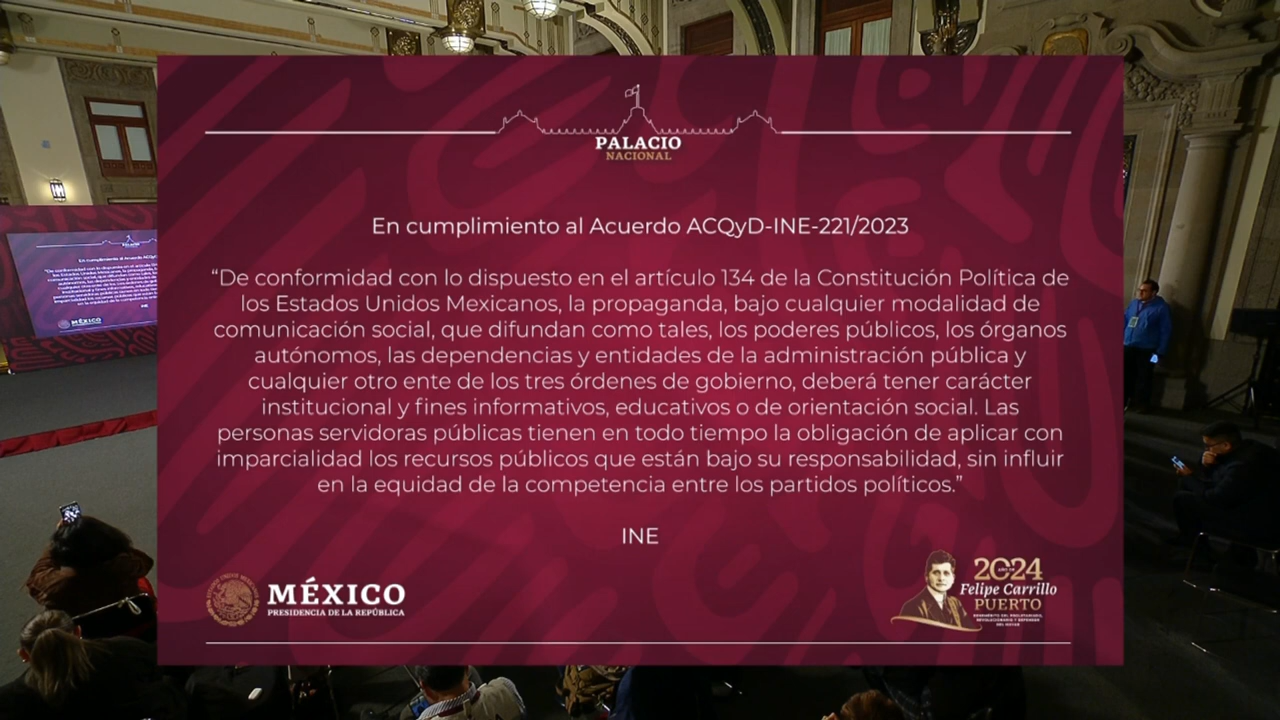 PALACIO
NACIONAL
En cumplimiento al Acuerdo ACQyD-INE-221/2023
“De conformidad con lo dispuesto en el artículo 134 de la Constitución Política de
los Estados Unidos Mexicanos, la propaganda, bajo cualquier modalidad de
comunicación social, que difundan como tales, los poderes públicos, los órganos
autónomos, las dependencias y entidades de la administración pública y
cualquier otro ente de los tres órdenes de gobierno, deberá tener carácter
institucional y fines informativos, educativos o de orientación social. Las
personas servidoras públicas tienen en todo tiempo la obligación de aplicar con
imparcialidad los recursos públicos que están bajo su responsabilidad, sin influir
en la equidad de la competencia entre los partidos políticos.”
INE
MÉXICO
PRESIDENCIA DE LA REPÚBLICA
2024
Felipe Carrillo
PUERTO
MÉXICO